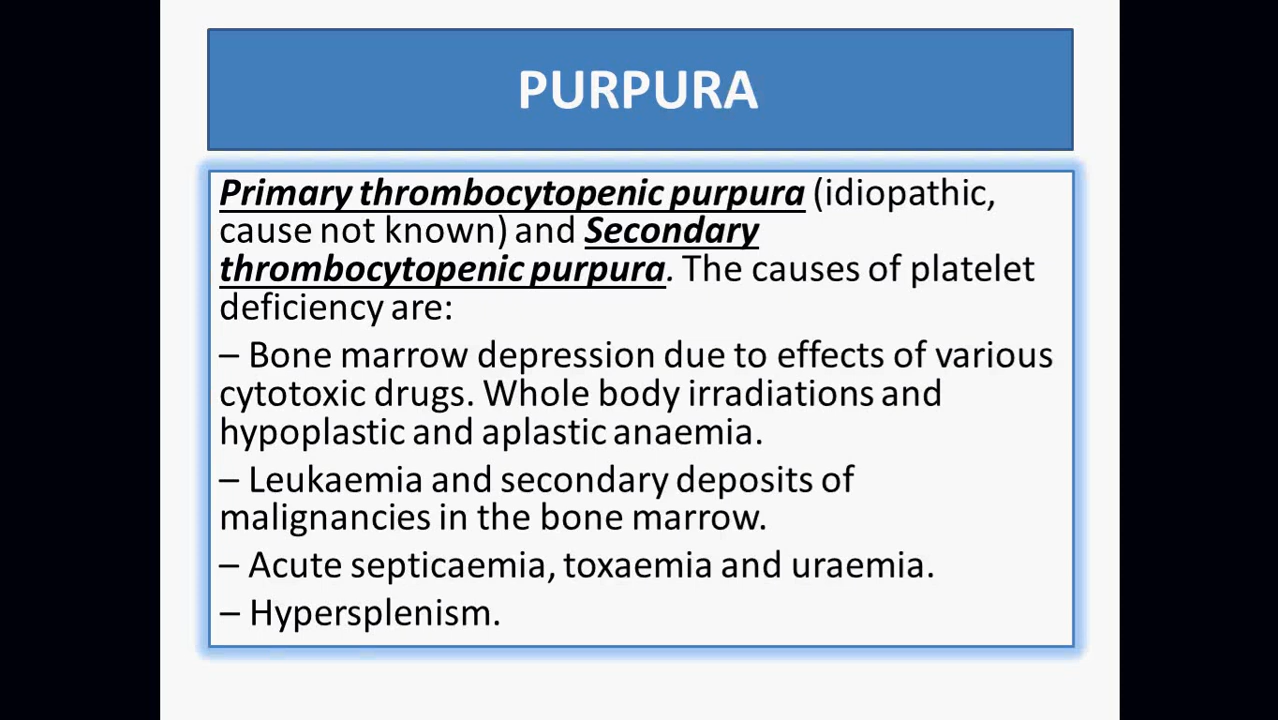 PURPURA
Primary thrombocytopenic purpura (idiopathic,
cause not known) and Secondary
thrombocytopenic purpura. The causes of platelet
deficiency are:
– Bone marrow depression due to effects of various
cytotoxic drugs. Whole body irradiations and
hypoplastic and aplastic anaemia.
– Leukaemia and secondary deposits of
malignancies in the bone marrow.
– Acute septicaemia, toxaemia and uraemia.
– Hypersplenism.